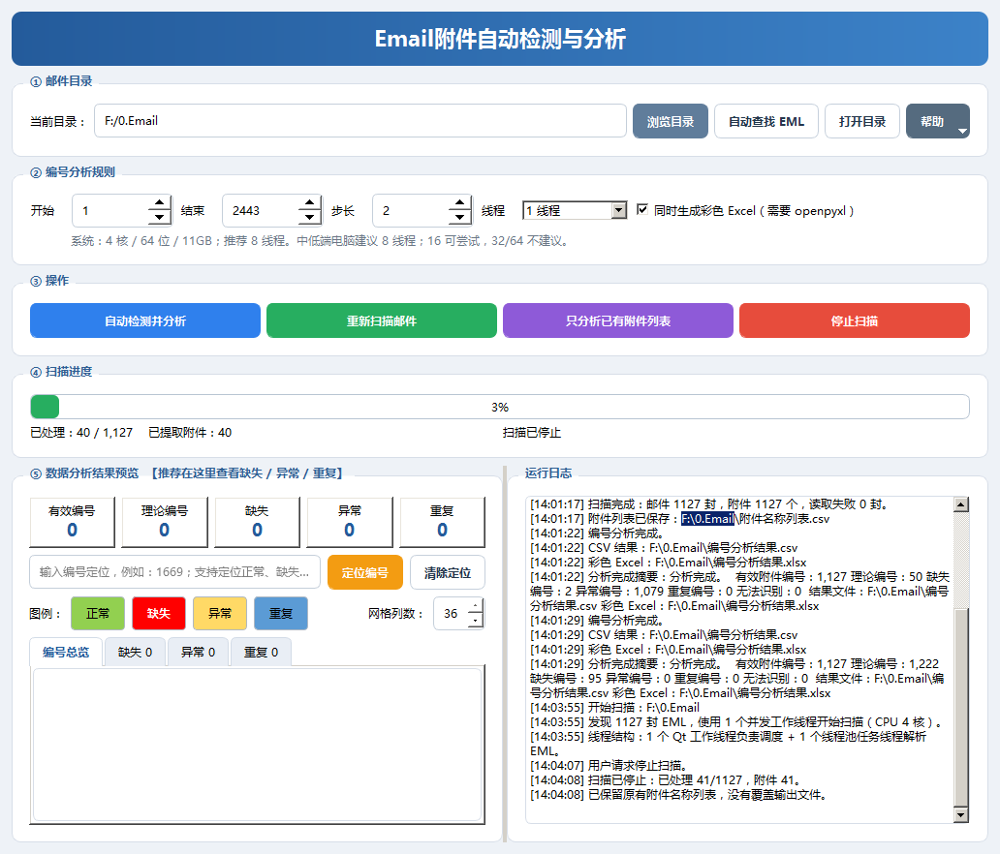 Email附件自动检测与分析
① 邮件目录
当前目录： F:/0.Email 浏览目录 自动查找 EML 打开目录 帮助
② 编号分析规则
开始 1 结束 2443 步长 2 线程 1 线程 同时生成彩色 Excel（需要 openpyxl）
系统：4 核 / 64 位 / 11GB；推荐 8 线程。中低端电脑建议 8 线程；16 可尝试，32/64 不建议。
③ 操作
自动检测并分析 重新扫描邮件 只分析已有附件列表 停止扫描
④ 扫描进度
3%
已处理：40 / 1,127 已提取附件：40 扫描已停止
⑤ 数据分析结果预览 【推荐在这里查看缺失 / 异常 / 重复】
有效编号 理论编号 缺失 异常 重复
0 0 0 0 0
输入编号定位，例如：1669；支持定位正常、缺失... 定位编号 清除定位
图例： 正常 缺失 异常 重复 网格列数： 36
编号总览 缺失 0 异常 0 重复 0
运行日志
[14:01:17] 扫描完成：邮件 1127 封，附件 1127 个，读取失败 0 封。
[14:01:17] 附件列表已保存：F:\0.Email\附件名称列表.csv
[14:01:22] 编号分析完成。
[14:01:22] CSV 结果：F:\0.Email\编号分析结果.csv
[14:01:22] 彩色 Excel：F:\0.Email\编号分析结果.xlsx
[14:01:22] 分析完成摘要：分析完成。 有效附件编号：1,127 理论编号：50 缺失
编号：2 异常编号：1,079 重复编号：0 无法识别：0 结果文件：F:\0.Email\编号
分析结果.csv 彩色 Excel：F:\0.Email\编号分析结果.xlsx
[14:01:29] 编号分析完成。
[14:01:29] CSV 结果：F:\0.Email\编号分析结果.csv
[14:01:29] 彩色 Excel：F:\0.Email\编号分析结果.xlsx
[14:01:29] 分析完成摘要：分析完成。 有效附件编号：1,127 理论编号：1,222
缺失编号：95 异常编号：0 重复编号：0 无法识别：0 结果文件：F:\0.Email\编
号分析结果.csv 彩色 Excel：F:\0.Email\编号分析结果.xlsx
[14:03:55] 开始扫描：F:\0.Email
[14:03:55] 发现 1127 封 EML，使用 1 个并发工作线程开始扫描（CPU 4 核）。
[14:03:55] 线程结构：1 个 Qt 工作线程负责调度 + 1 个线程池任务线程解析
EML。
[14:04:07] 用户请求停止扫描。
[14:04:08] 扫描已停止：已处理 41/1127，附件 41。
[14:04:08] 已保留原有附件名称列表，没有覆盖输出文件。